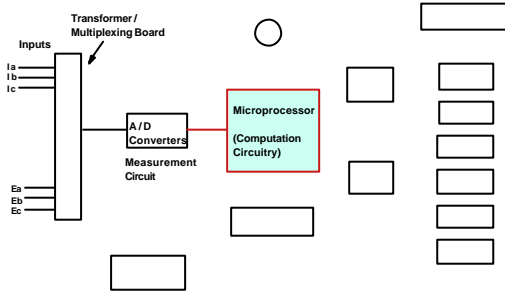 Transformer /
Multiplexing Board
Inputs
Ia
Ib
Ic
A / D
Converters
Measurement
Circuit
Microprocessor
(Computation
Circuitry)
Ea
Eb
Ec